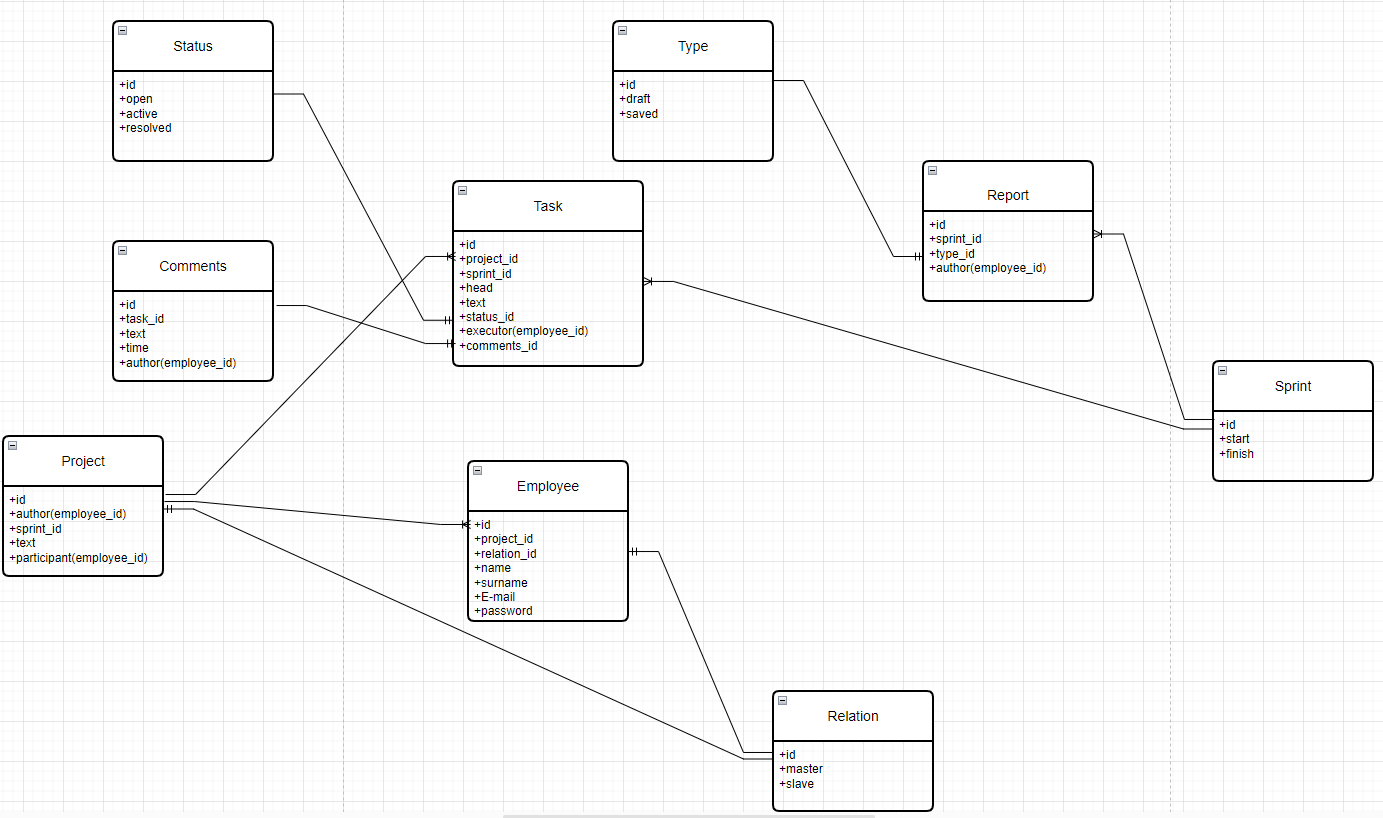 Status
+id
+open
+active
+resolved
Type
+id
+draft
+saved
Report
+id
+sprint_id
+type_id
+author(employee_id)
Task
+id
+project_id
+sprint_id
+head
+text
+status_id
+executor(employee_id)
+comments_id
Comments
+id
+task_id
+text
+time
+author(employee_id)
Sprint
+id
+start
+finish
Project
+id
+author(employee_id)
+sprint_id
+text
+participant(employee_id)
Employee
+id
+project_id
+relation_id
+name
+surname
+E-mail
+password
Relation
+id
+master
+slave